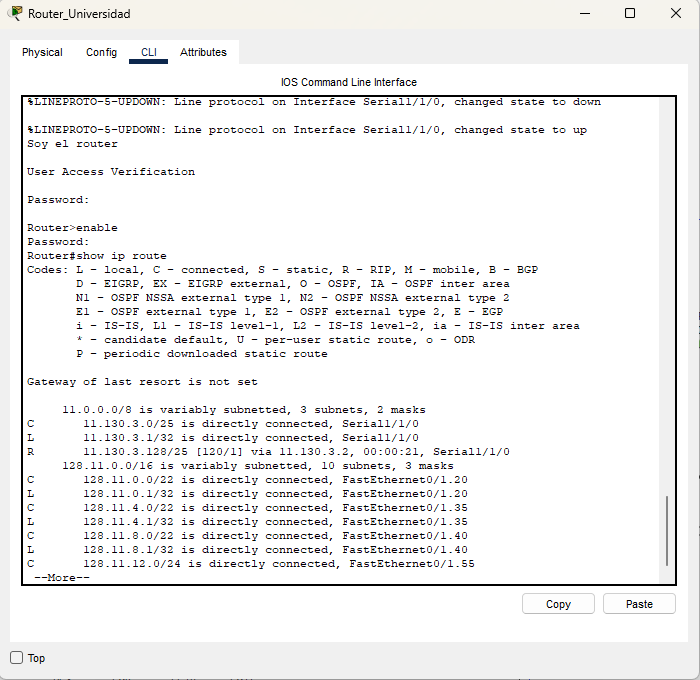 Router_Universidad
Physical Config CLI Attributes
IOS Command Line Interface
%LINEPROTO-5-UPDOWN: Line protocol on Interface Serial1/1/0, changed state to down
%LINEPROTO-5-UPDOWN: Line protocol on Interface Serial1/1/0, changed state to up
Soy el router
User Access Verification
Password:
Router>enable
Password:
Router#show ip route
Codes: L - local, C - connected, S - static, R - RIP, M - mobile, B - BGP
D - EIGRP, EX - EIGRP external, O - OSPF, IA - OSPF inter area
N1 - OSPF NSSA external type 1, N2 - OSPF NSSA external type 2
E1 - OSPF external type 1, E2 - OSPF external type 2, E - EGP
i - IS-IS, L1 - IS-IS level-1, L2 - IS-IS level-2, ia - IS-IS inter area
* - candidate default, U - per-user static route, o - ODR
P - periodic downloaded static route
Gateway of last resort is not set
11.0.0.0/8 is variably subnetted, 3 subnets, 2 masks
C 11.130.3.0/25 is directly connected, Serial1/1/0
L 11.130.3.1/32 is directly connected, Serial1/1/0
R 11.130.3.128/25 [120/1] via 11.130.3.2, 00:00:21, Serial1/1/0
128.11.0.0/16 is variably subnetted, 10 subnets, 3 masks
C 128.11.0.0/22 is directly connected, FastEthernet0/1.20
L 128.11.0.1/32 is directly connected, FastEthernet0/1.20
C 128.11.4.0/22 is directly connected, FastEthernet0/1.35
L 128.11.4.1/32 is directly connected, FastEthernet0/1.35
C 128.11.8.0/22 is directly connected, FastEthernet0/1.40
L 128.11.8.1/32 is directly connected, FastEthernet0/1.40
C 128.11.12.0/24 is directly connected, FastEthernet0/1.55
--More--
Copy Paste
Top